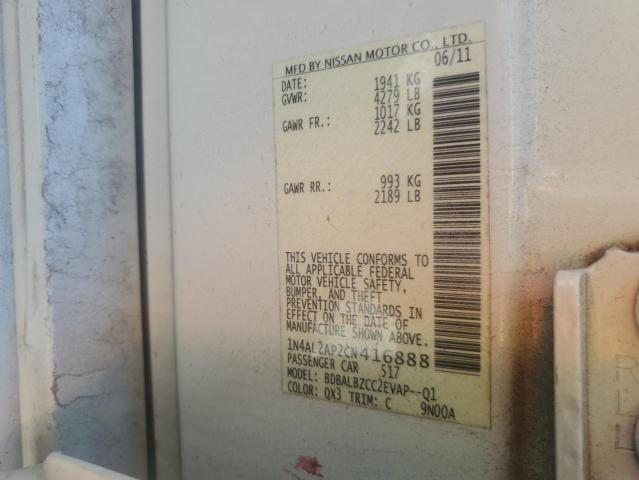 MFD BY NISSAN MOTOR CO., LTD.
DATE: 06/11
GVWR: 1941 KG
4279 LB
GAWR FR.: 1017 KG
2242 LB
GAWR RR.: 993 KG
2189 LB
THIS VEHICLE CONFORMS TO
ALL APPLICABLE FEDERAL
MOTOR VEHICLE SAFETY,
BUMPER, AND THEFT
PREVENTION STANDARDS IN
EFFECT ON THE DATE OF
MANUFACTURE SHOWN ABOVE.
1N4AL2AP2CN416888
PASSENGER CAR 517
MODEL: BDBALBZCC2EVAP--Q1
COLOR: QX3 TRIM: C 9N00A